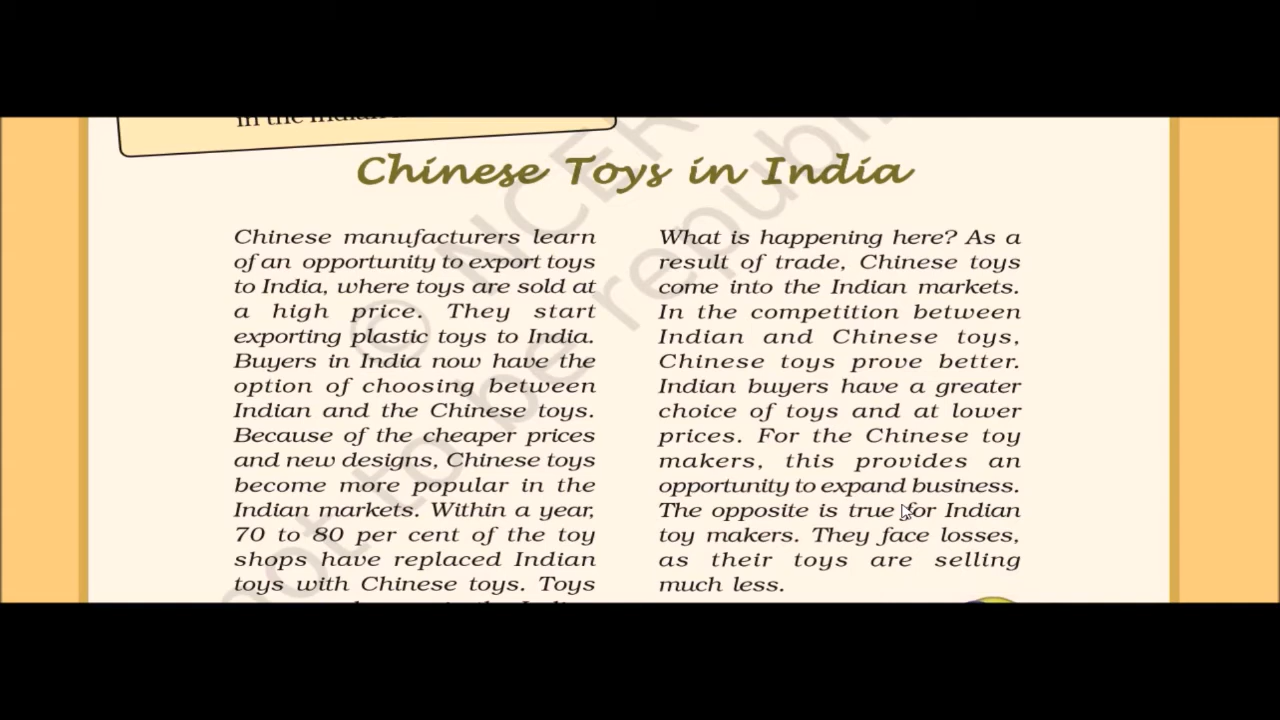 in the
Chinese Toys in India
Chinese manufacturers learn
of an opportunity to export toys
to India, where toys are sold at
a high price. They start
exporting plastic toys to India.
Buyers in India now have the
option of choosing between
Indian and the Chinese toys.
Because of the cheaper prices
and new designs, Chinese toys
become more popular in the
Indian markets. Within a year,
70 to 80 per cent of the toy
shops have replaced Indian
toys with Chinese toys. Toys
What is happening here? As a
result of trade, Chinese toys
come into the Indian markets.
In the competition between
Indian and Chinese toys,
Chinese toys prove better.
Indian buyers have a greater
choice of toys and at lower
prices. For the Chinese toy
makers, this provides an
opportunity to expand business.
The opposite is true for Indian
toy makers. They face losses,
as their toys are selling
much less.
© NCER
not to be republi